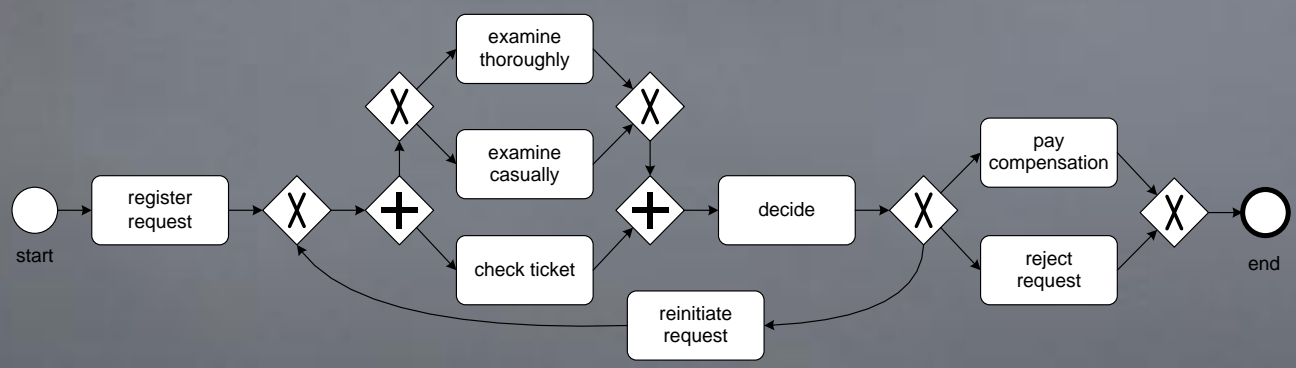 examine
thoroughly
examine
casually
pay
compensation
register
request
decide
start
check ticket
reject
request
end
reinitiate
request